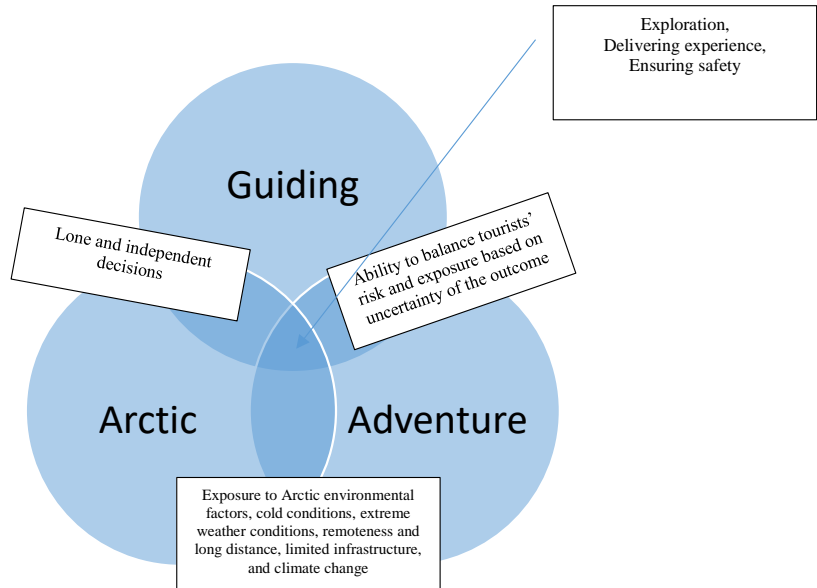 Exploration,
Delivering experience,
Ensuring safety
Guiding
Lone and independent
decisions
Ability to balance tourists’
risk and exposure based on
uncertainty of the outcome
Arctic
Adventure
Exposure to Arctic environmental
factors, cold conditions, extreme
weather conditions, remoteness and
long distance, limited infrastructure,
and climate change